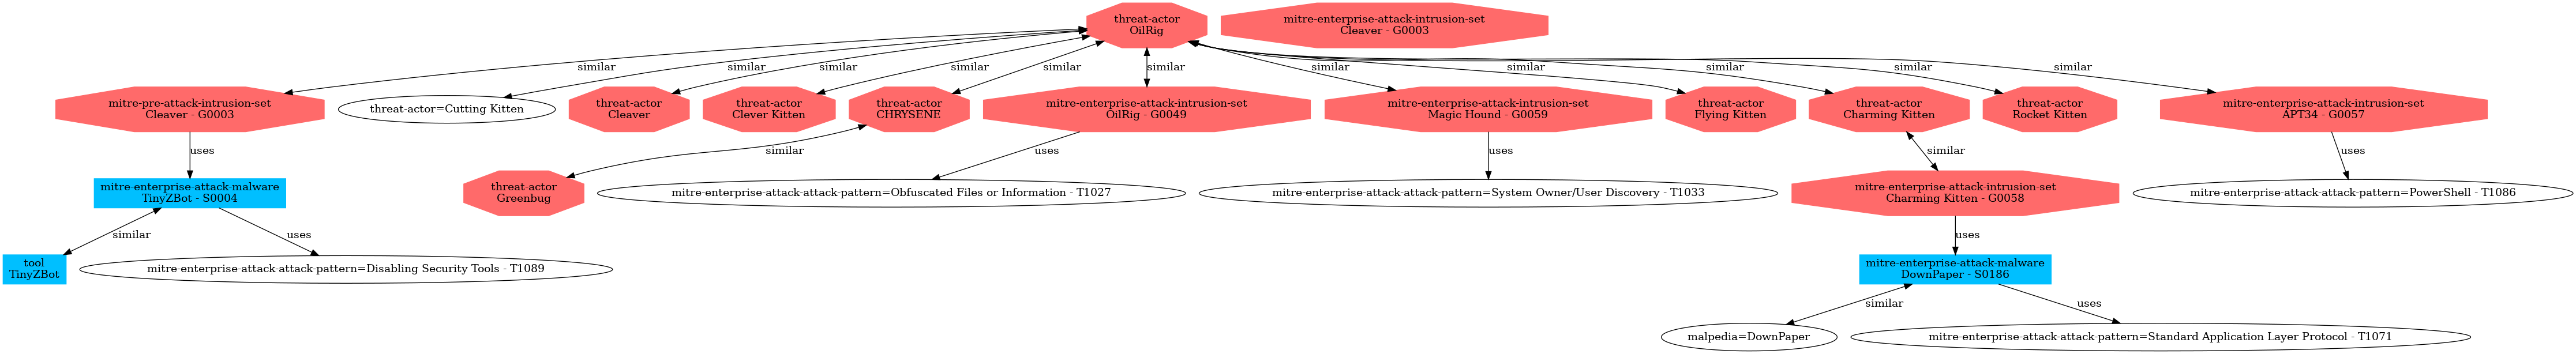 threat-actor
OilRig
mitre-enterprise-attack-intrusion-set
Cleaver - G0003
similar
similar
similar
similar
similar
similar
similar
similar
similar
similar
similar
mitre-pre-attack-intrusion-set
Cleaver - G0003
threat-actor=Cutting Kitten
threat-actor
Cleaver
threat-actor
Clever Kitten
threat-actor
CHRYSENE
mitre-enterprise-attack-intrusion-set
OilRig - G0049
mitre-enterprise-attack-intrusion-set
Magic Hound - G0059
threat-actor
Flying Kitten
threat-actor
Charming Kitten
threat-actor
Rocket Kitten
mitre-enterprise-attack-intrusion-set
APT34 - G0057
uses
similar
uses
uses
similar
uses
mitre-enterprise-attack-malware
TinyZBot - S0004
threat-actor
Greenbug
mitre-enterprise-attack-attack-pattern=Obfuscated Files or Information - T1027
mitre-enterprise-attack-attack-pattern=System Owner/User Discovery - T1033
mitre-enterprise-attack-intrusion-set
Charming Kitten - G0058
mitre-enterprise-attack-attack-pattern=PowerShell - T1086
similar
uses
uses
tool
TinyZBot
mitre-enterprise-attack-attack-pattern=Disabling Security Tools - T1089
mitre-enterprise-attack-malware
DownPaper - S0186
similar
uses
malpedia=DownPaper
mitre-enterprise-attack-attack-pattern=Standard Application Layer Protocol - T1071